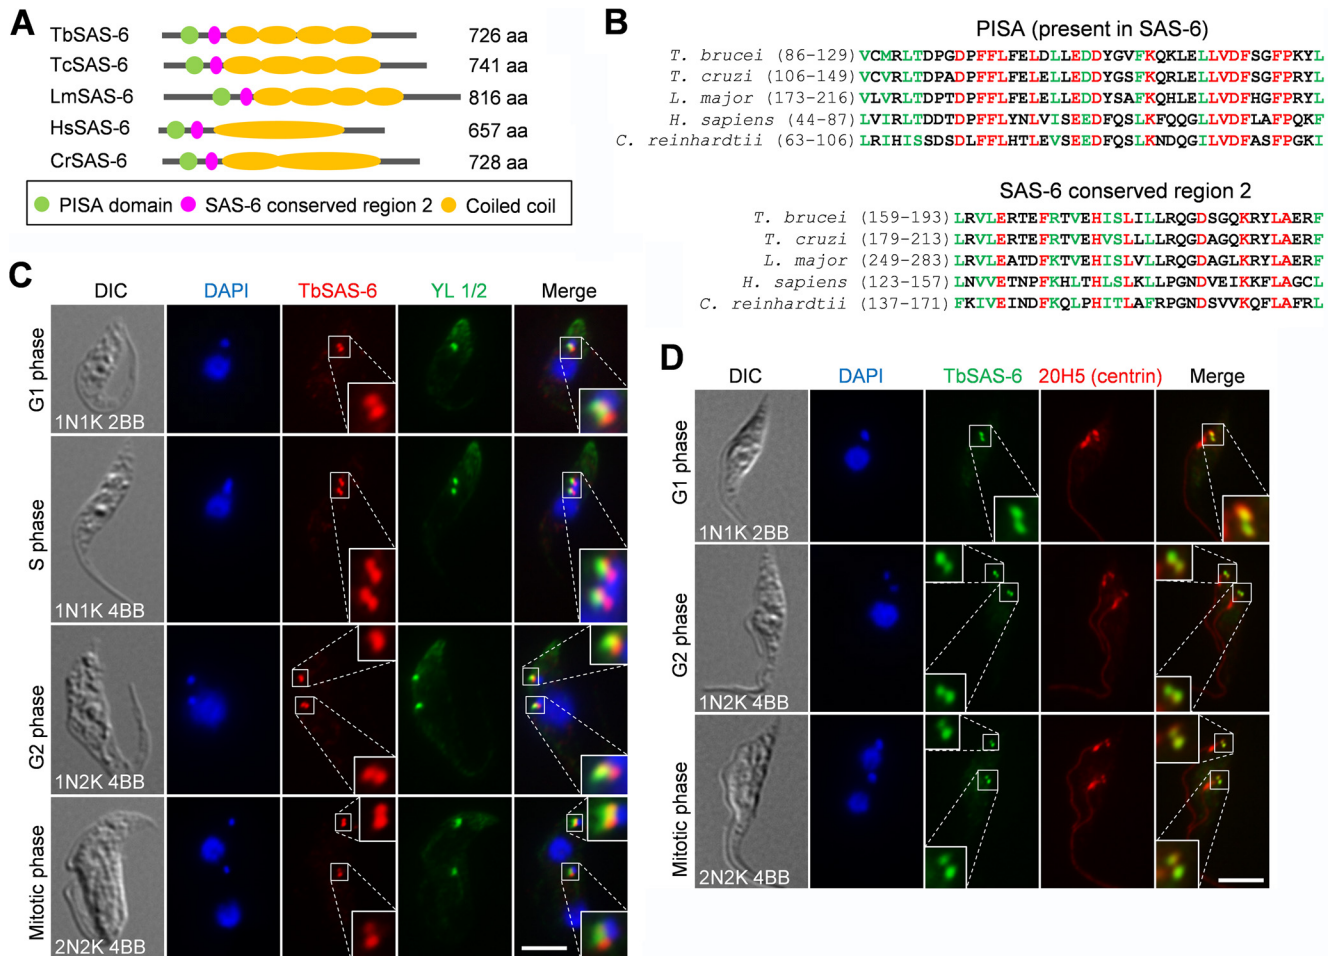 A
TbSAS-6 726 aa
TcSAS-6 741 aa
LmSAS-6 816 aa
HsSAS-6 657 aa
CrSAS-6 728 aa
PISA domain SAS-6 conserved region 2 Coiled coil
B
PISA (present in SAS-6)
T. brucei (86-129) VCMRLTDPGDPFFLFELDLLEDDYGVFKQKLELLVDFSGFPKYL
T. cruzi (106-149) VCVRLTDPADPFFLFELDLLEDDYGSFKQRLEILLVDFSGFPRYL
L. major (173-216) VLVRLTDPTDPFFLFELELLEDDYSAFKQHLELLVDFHGFPRYL
H. sapiens (44-87) LVIRLTDDTDPFFLYNLVISEEDFQSLKFQQGLLVDFLAFPQKF
C. reinhardtii (63-106) LRIHISSDSDLFFLHTLEVSEEDFQSLKNDQGILVDFASFPGKI
SAS-6 conserved region 2
T. brucei (159-193) LRVLERTEFRTVEHISLILLRQGDSGQKRYLAERF
T. cruzi (179-213) LRVLERTEFRTVEHVSLLLLRQGDAGQKRYLAERF
L. major (249-283) LRVLEATDFKTVEHISLVLLRQGDAGLKRYLAERF
H. sapiens (123-157) LNVVETNPFKHLTHLSLKLLPGNDVEIKKFLAGCL
C. reinhardtii (137-171) FKIVEINDFKQLPHITLAFRPGNDSVVKQFLAFRL
C
DIC DAPI TbSAS-6 YL 1/2 Merge
G1 phase
1N1K 2BB
S phase
1N1K 4BB
G2 phase
1N2K 4BB
Mitotic phase
2N2K 4BB
D
DIC DAPI TbSAS-6 20H5 (centrin) Merge
G1 phase
1N1K 2BB
G2 phase
1N2K 4BB
Mitotic phase
2N2K 4BB